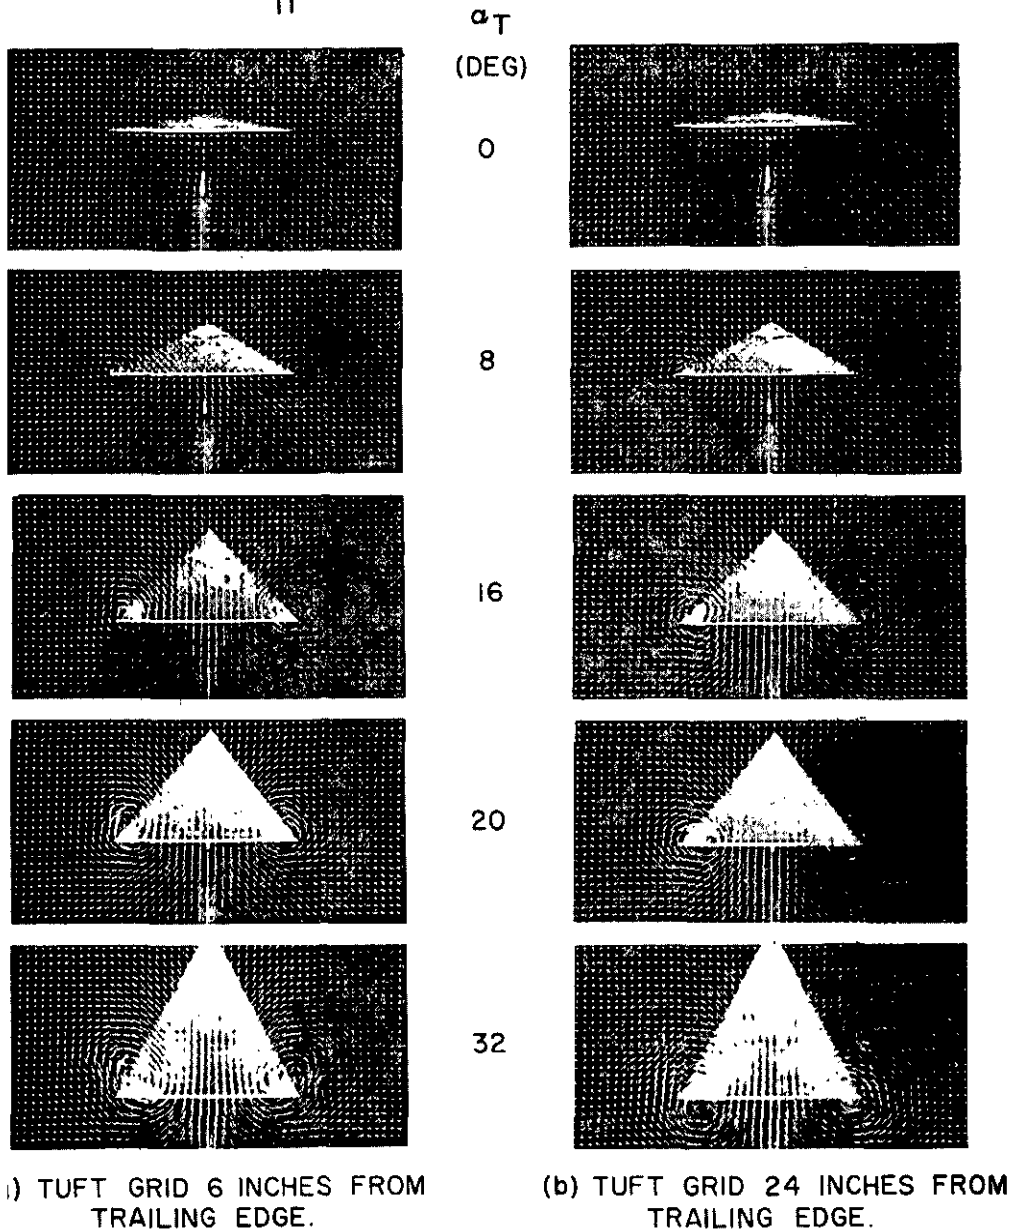 αT
(DEG)
0
8
16
20
32
) TUFT GRID 6 INCHES FROM
TRAILING EDGE.
(b) TUFT GRID 24 INCHES FROM
TRAILING EDGE.